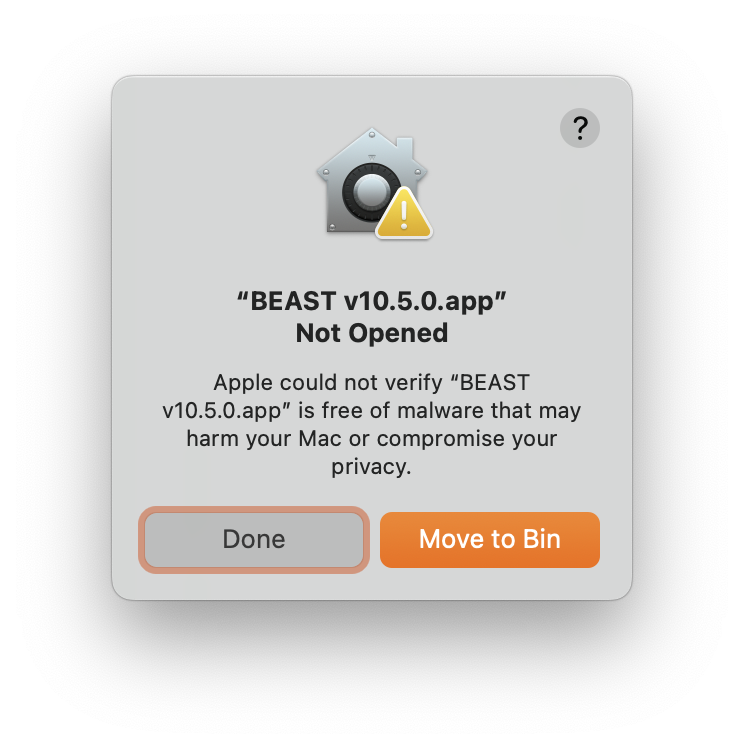 ?
“BEAST v10.5.0.app”
Not Opened
Apple could not verify “BEAST
v10.5.0.app” is free of malware that may
harm your Mac or compromise your
privacy.
Done
Move to Bin